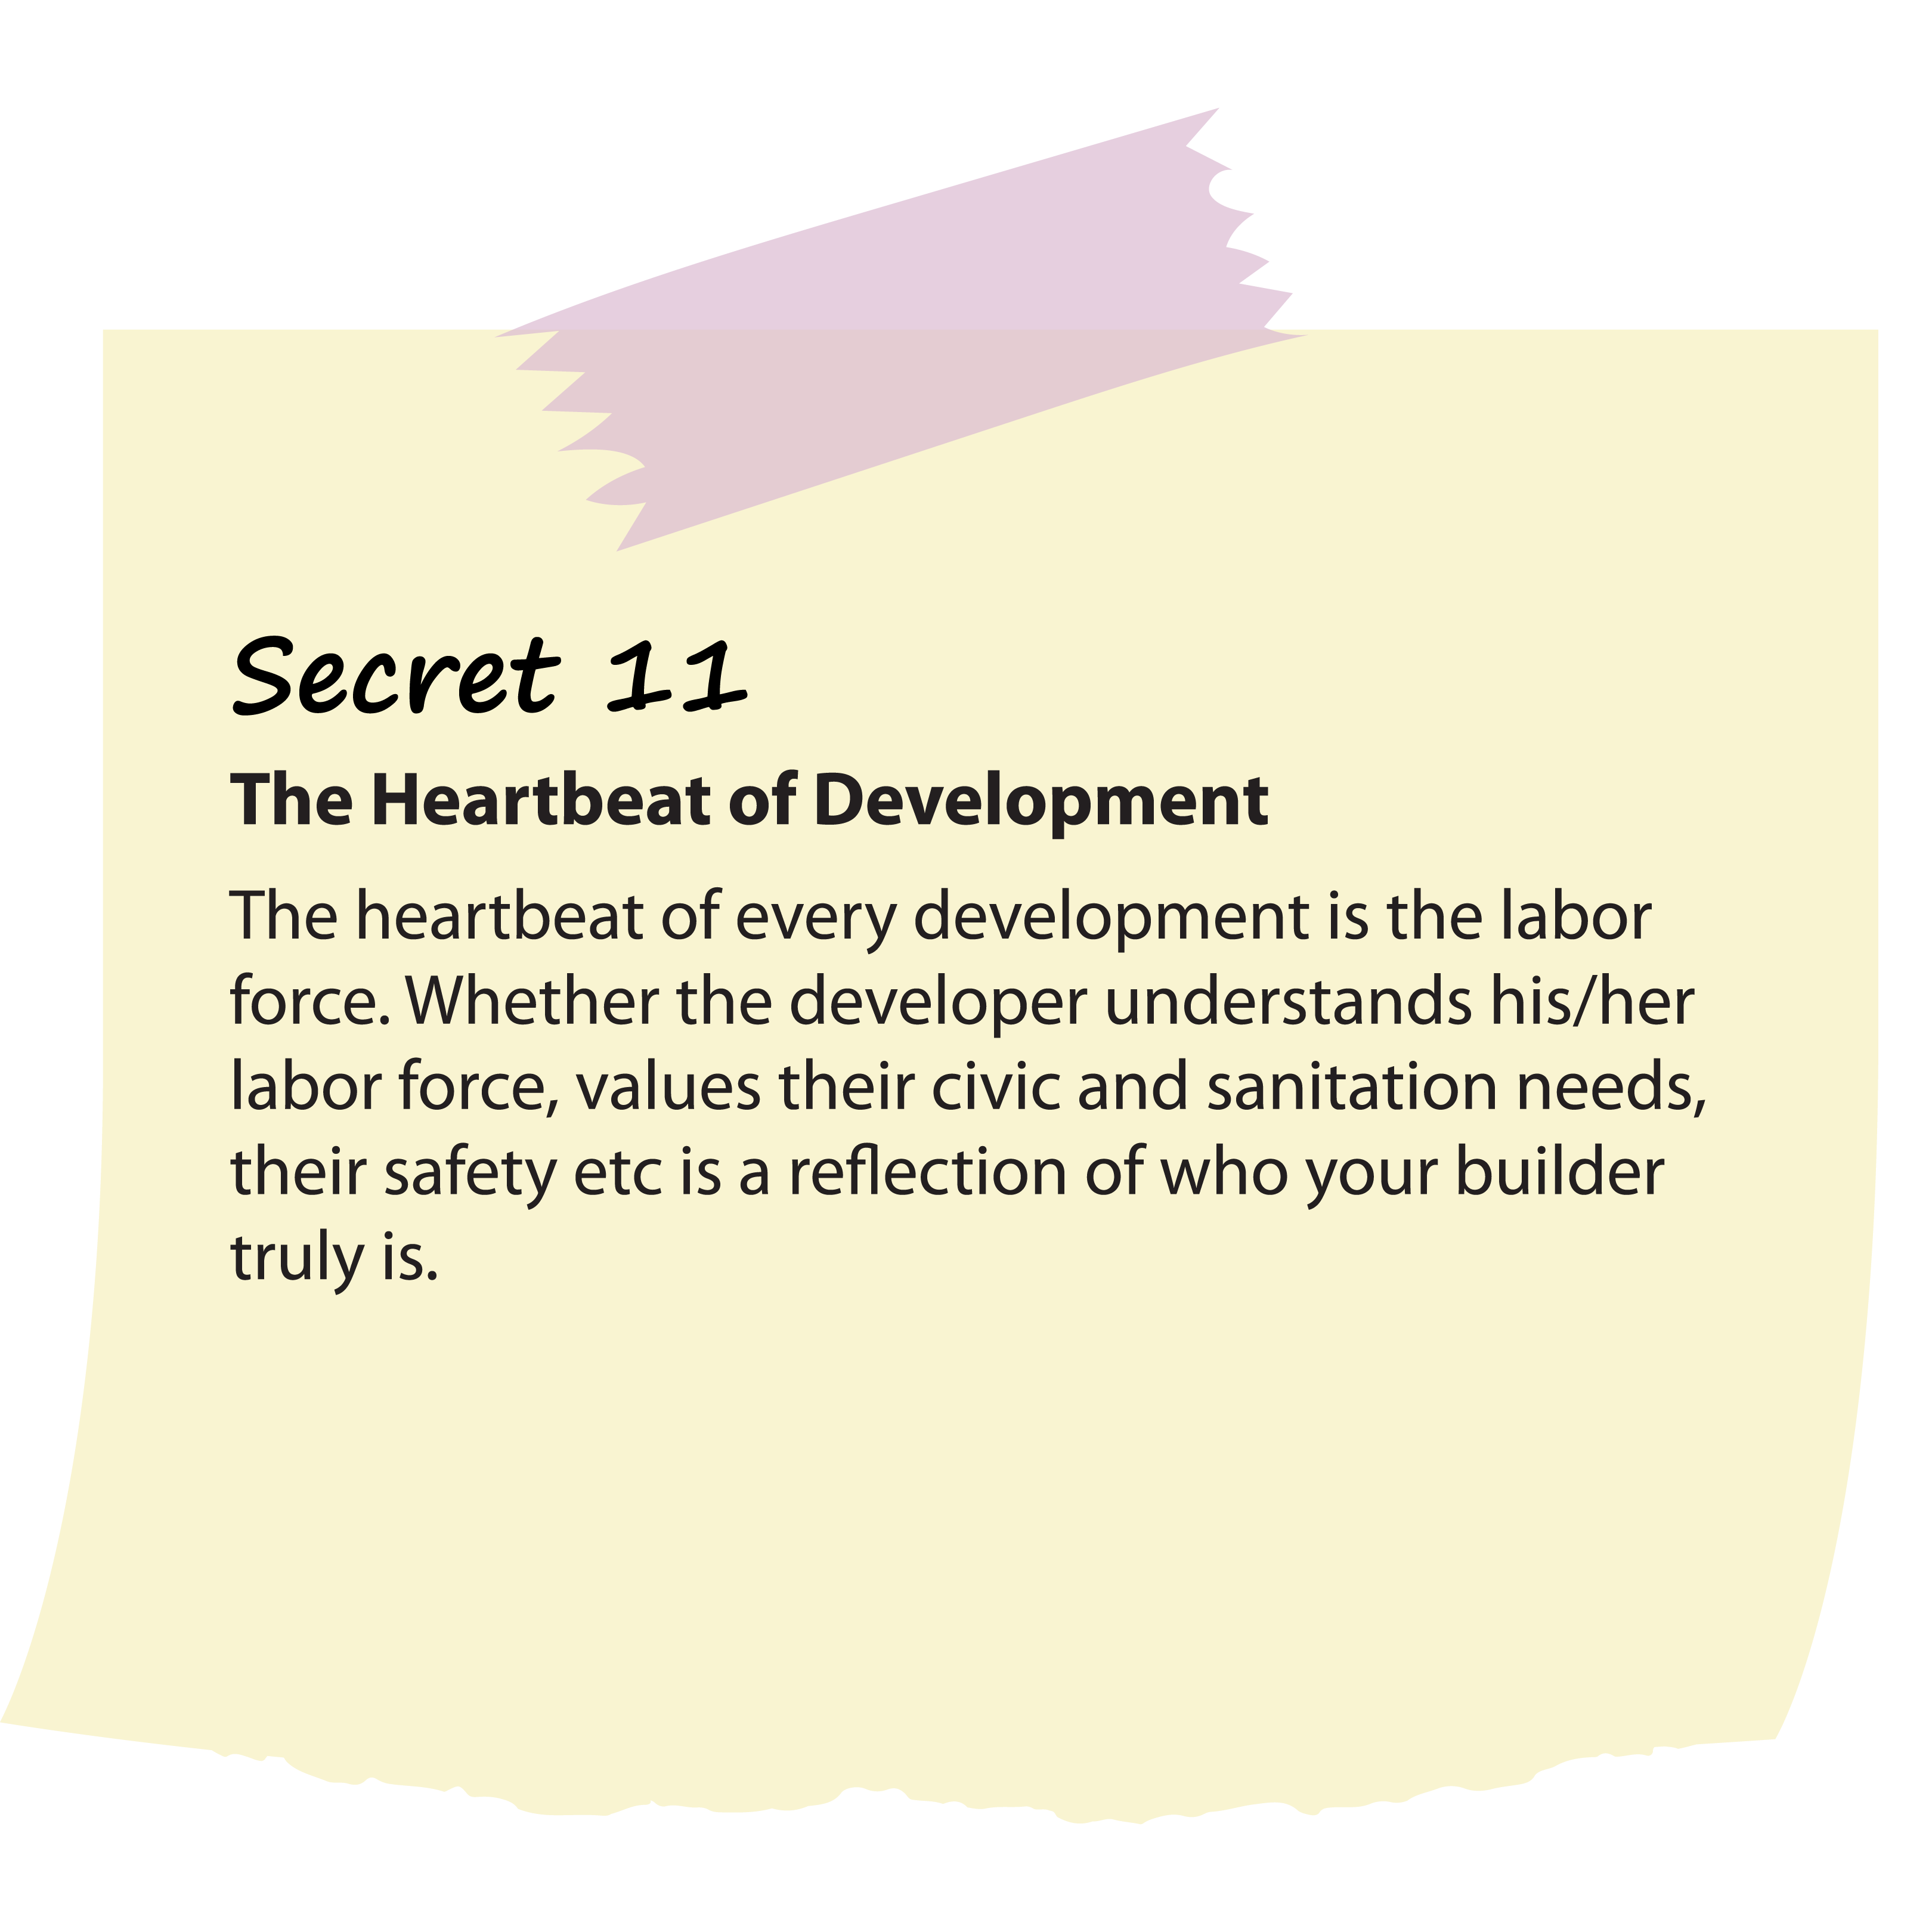 Secret 11
The Heartbeat of Development
The heartbeat of every development is the labor
force. Whether the developer understands his/her
labor force, values their civic and sanitation needs,
their safety etc is a reflection of who your builder
truly is.